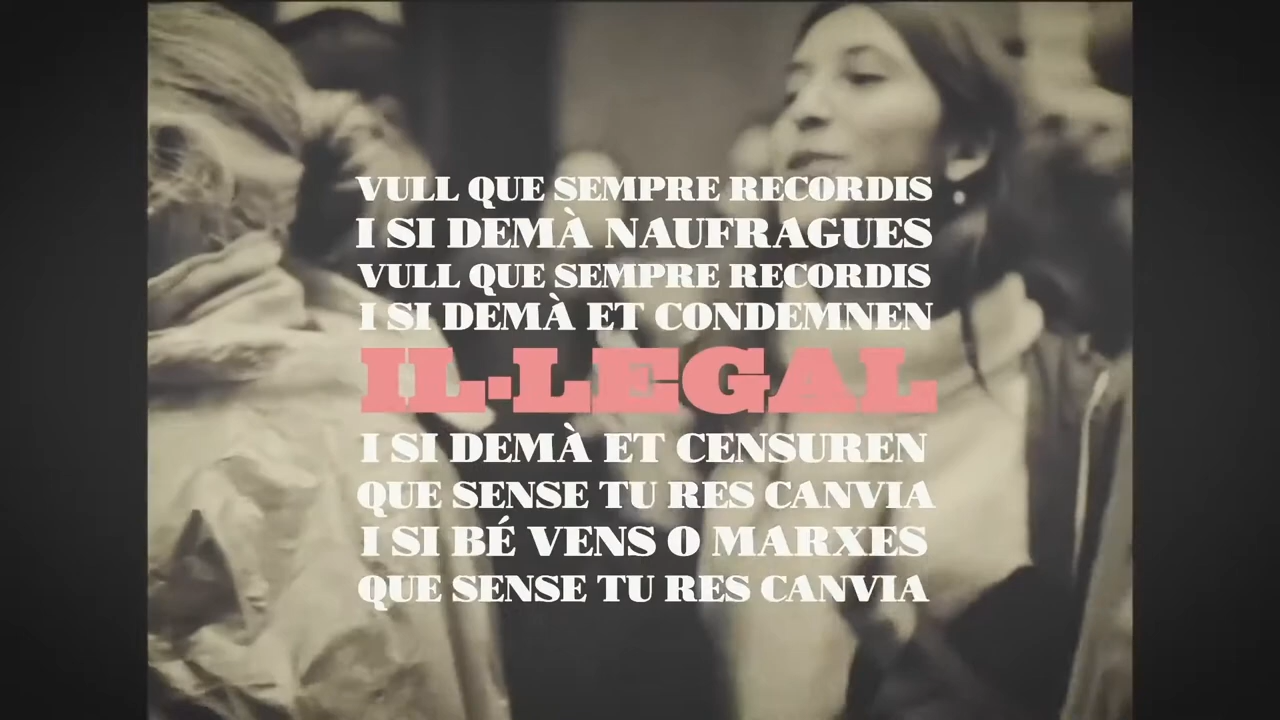 VULL QUE SEMPRE RECORDIS
I SI DEMÀ NAUFRAGUES
VULL QUE SEMPRE RECORDIS
I SI DEMÀ ET CONDEMNEN
IL·LEGAL
I SI DEMÀ ET CENSUREN
QUE SENSE TU RES CANVIA
I SI BÉ VENS O MARXES
QUE SENSE TU RES CANVIA